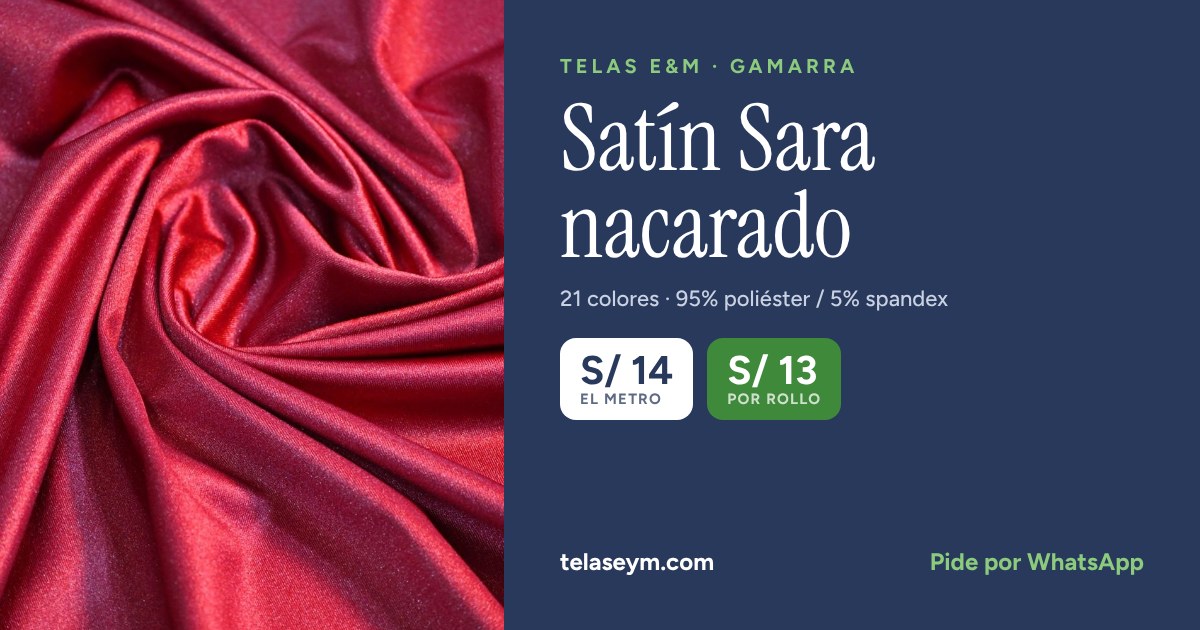 TELAS E&M · GAMARRA
Satín Sara
nacarado
21 colores · 95% poliéster / 5% spandex
S/ 14
EL METRO
S/ 13
POR ROLLO
telaseym.com
Pide por WhatsApp